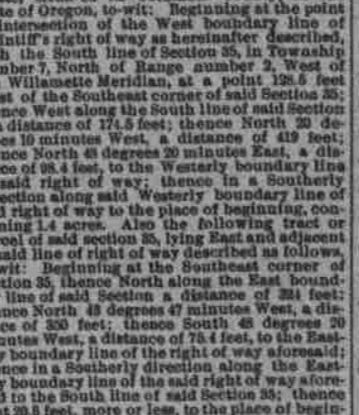 te of Oregon, to-wit: Beginning at the point
intersection of the West boundary line of
intiff's right of way as hereinafter described,
h the South line of Section 35, in Township
mber 7, North of Range number 2, West of
Willamette Meridian, at a point 128.5 feet
st of the Southeast corner of said Section 35;
nce West along the South line of said Section
distance of 174.5 feet; thence North 20 de-
es 10 minutes West, a distance of 419 feet;
nce North 48 degrees 20 minutes East, a dis-
ce of 98.4 feet, to the Westerly boundary line
said right of way; thence in a Southerly
ection along said Westerly boundary line of
d right of way to the place of beginning, con-
ning 1.4 acres. Also the following tract or
cel of said section 35, lying East and adjacent
said line of right of way described as follows,
wit: Beginning at the Southeast corner of
tion 35, thence North along the East bound-
line of said Section a distance of feet;
nce North 43 degrees 47 minutes West, a dis-
ce of 350 feet; thence South 48 degrees 20
nutes West, a distance of 75.4 feet, to the East-
y boundary line of the right of way aforesaid;
nce in a Southerly direction along the East-
y boundary line of the said right of way afore-
d to the South line of said Section 35; thence
st 20.8 feet, more or less, to the place of begin-